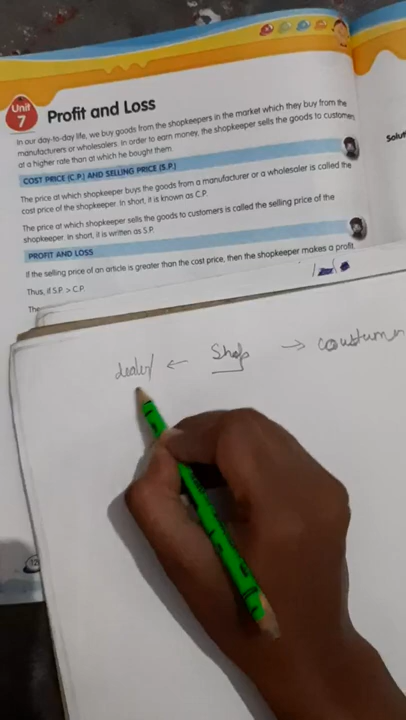 Unit
7
Profit and Loss
In our day-to-day life, we buy goods from the shopkeepers in the market which they buy from the
manufacturers or wholesalers. In order to earn money, the shopkeeper sells the goods to customers
at a higher rate than at which he bought them.
COST PRICE (C.P.) AND SELLING PRICE (S.P.)
The price at which shopkeeper buys the goods from a manufacturer or a wholesaler is called the
cost price of the shopkeeper. In short, it is known as C.P.
The price at which shopkeeper sells the goods to customers is called the selling price of the
shopkeeper. In short, it is written as S.P.
PROFIT AND LOSS
If the selling price of an article is greater than the cost price, then the shopkeeper makes a profit.
Thus, if S.P. > C.P.
The
Solut
dealer ← Shop → coustumer